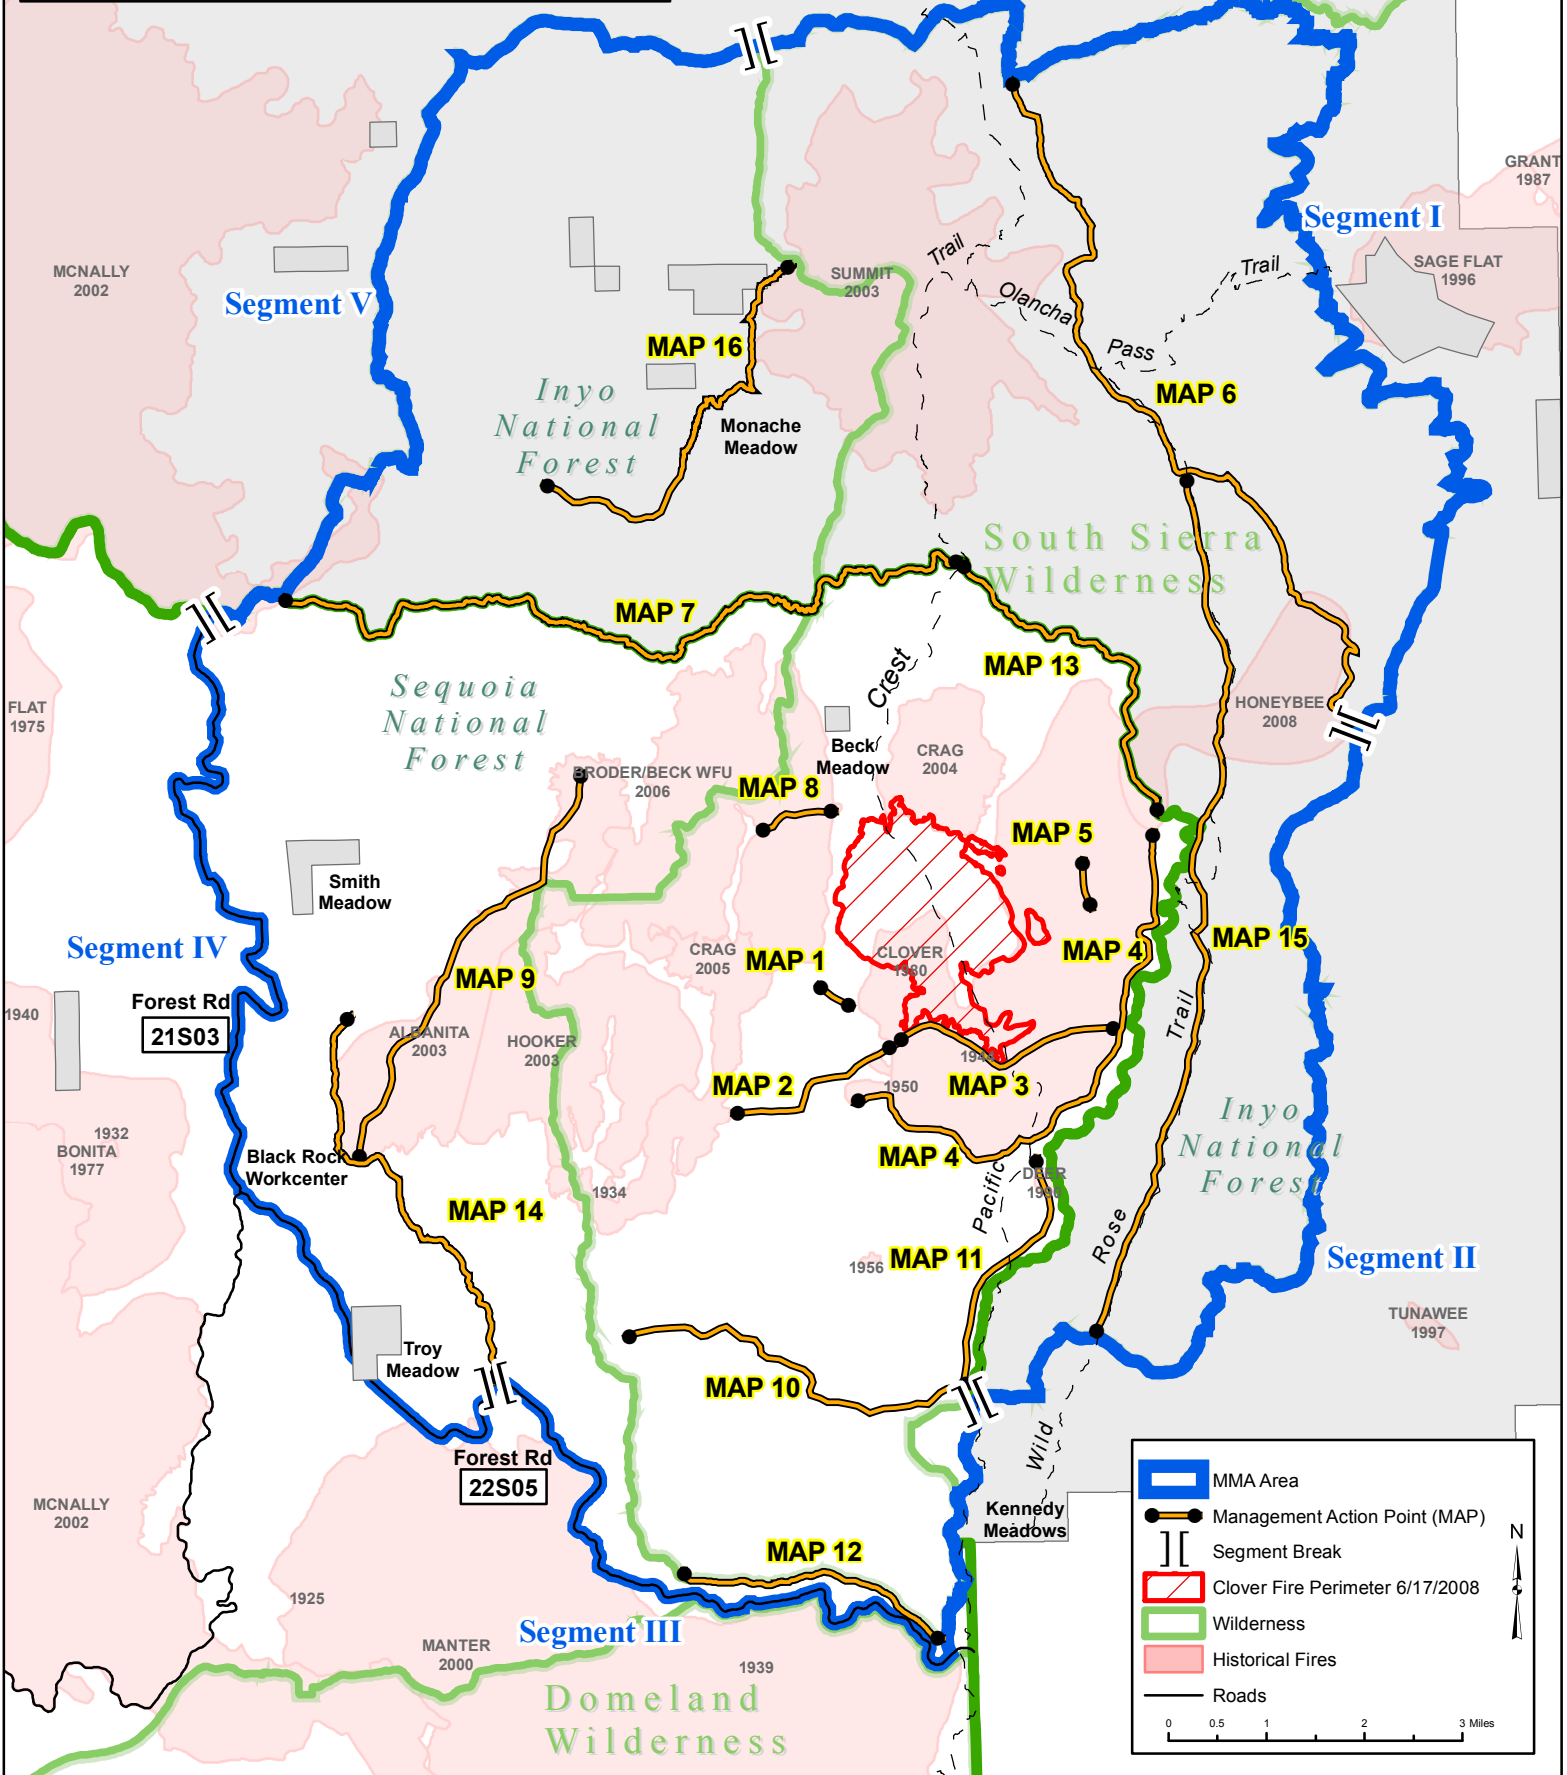 GRANT
1987
Segment I
MCNALLY
2002
Segment V
SUMMIT
2003
Trail
Olancha
Pass
Trail
SAGE FLAT
1996
MAP 16
Inyo
National
Forest
Monache
Meadow
MAP 6
South Sierra
Wilderness
MAP 7
MAP 13
Crest
FLAT
1975
Sequoia
National
Forest
HONEYBEE
2008
Beck
Meadow
CRAG
2004
BRODER/BECK WFU
2006
MAP 8
MAP 5
Smith
Meadow
Segment IV
MAP 9
CRAG
2005
MAP 1
CLOVER
1980
MAP 4
MAP 15
Forest Rd
21S03
1940
ALBANITA
2003
HOOKER
2003
Trail
1944
MAP 2
1950
MAP 3
Inyo
National
Forest
1932
BONITA
1977
Black Rock
Workcenter
MAP 4
DEER
1990
Pacific
1934
MAP 14
Rose
1956
MAP 11
Segment II
TUNAWEE
1997
Troy
Meadow
MAP 10
Wild
Forest Rd
22S05
MCNALLY
2002
Kennedy
Meadows
MAP 12
1925
Segment III
MANTER
2000
1939
Domeland
Wilderness
MMA Area
Management Action Point (MAP)
Segment Break
Clover Fire Perimeter 6/17/2008
Wilderness
Historical Fires
Roads
N
0 0.5 1 2 3 Miles